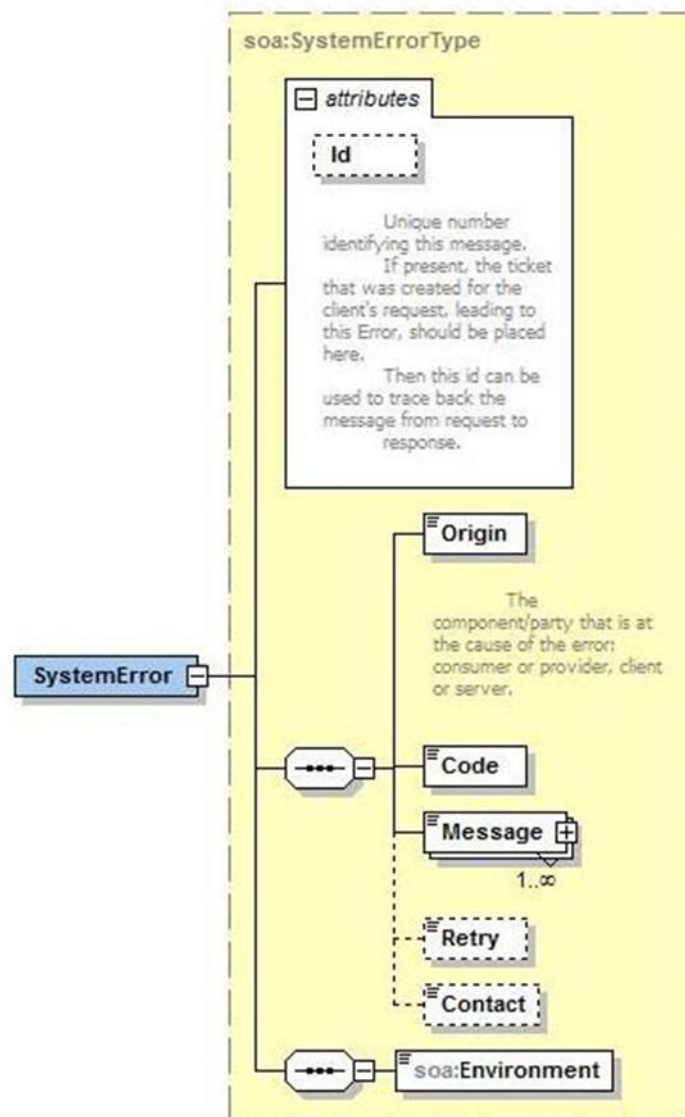 soa:SystemErrorType
attributes
Id
Unique number
identifying this message.
If present, the ticket
that was created for the
client's request, leading to
this Error, should be placed
here.
Then this id can be
used to trace back the
message from request to
response.
Origin
The
component/party that is at
the cause of the error:
consumer or provider, client
or server.
SystemError
Code
Message
1..∞
Retry
Contact
soa:Environment